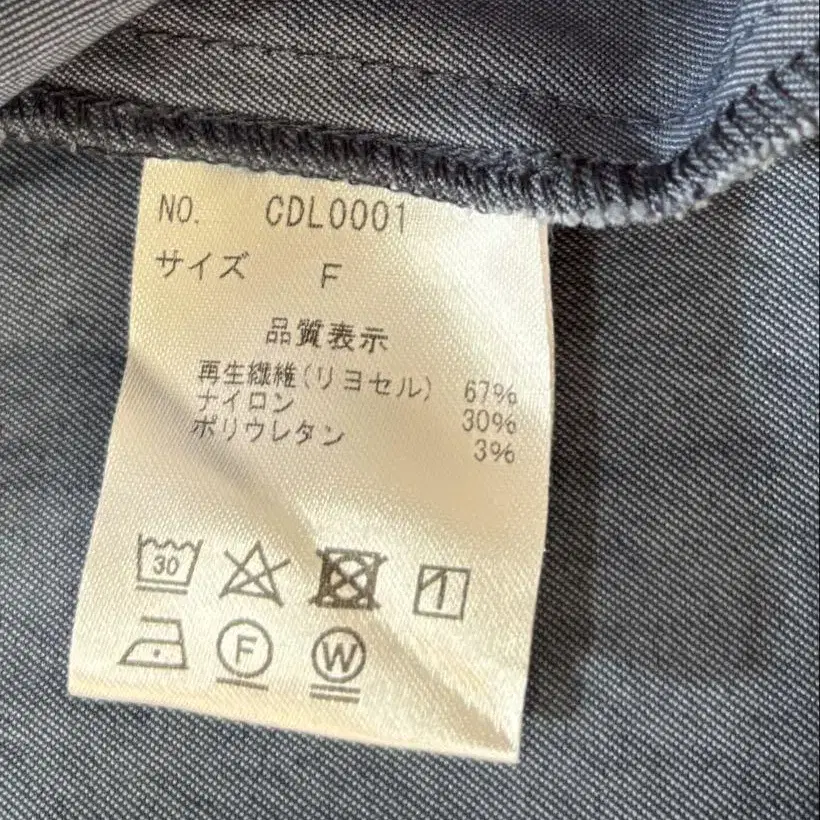 NO. CDL0001
サイズ F
品質表示
再生繊維(リヨセル) 67%
ナイロン 30%
ポリウレタン 3%
30
F
W